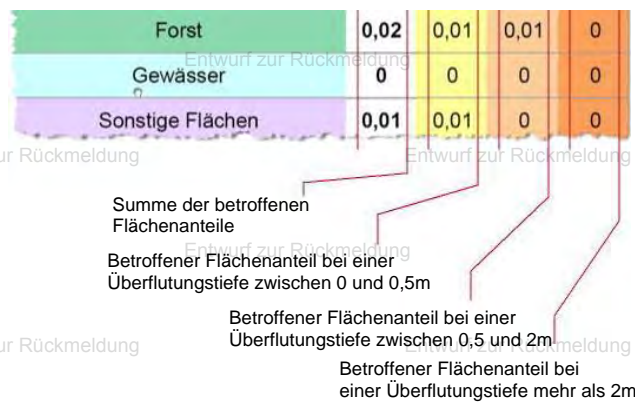 Forst 0,02 0,01 0,01 0
Entwurf zur Rückmeldung
Gewässer 0 0 0 0
Sonstige Flächen 0,01 0,01 0 0
ur Rückmeldung Entwurf zur Rückmeldung
Summe der betroffenen
Flächenanteile
Entwurf zur Rückmeldung
Betroffener Flächenanteil bei einer
Überflutungstiefe zwischen 0 und 0,5m
Betroffener Flächenanteil bei einer
Überflutungstiefe zwischen 0,5 und 2m
ur Rückmeldung Entwurf zur Rückmeldung
Betroffener Flächenanteil bei
einer Überflutungstiefe mehr als 2m